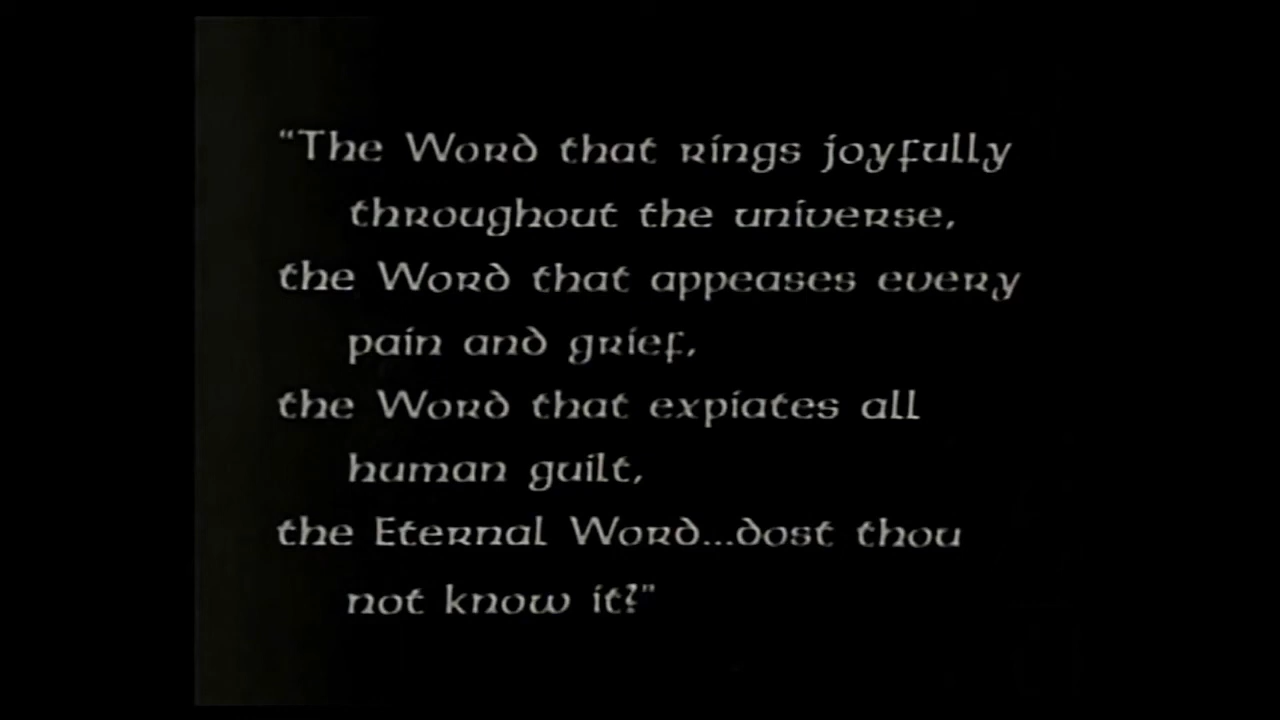 “The Word that rings joyfully
throughout the universe,
the Word that appeases every
pain and grief,
the Word that expiates all
human guilt,
the Eternal Word...dost thou
not know it?”